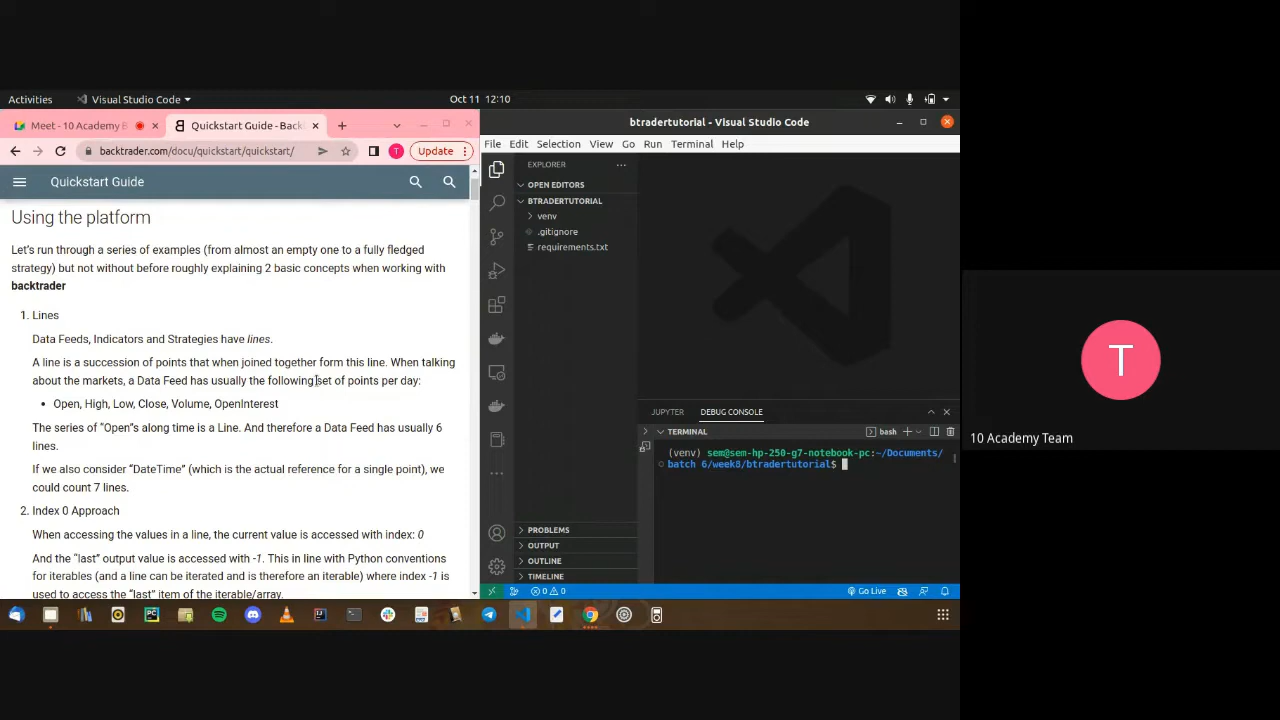 Activities
Visual Studio Code
Oct 11 12:10
Meet - 10 Academy B
Quickstart Guide - Back
backtrader.com/docu/quickstart/quickstart/
T
Update
Quickstart Guide
Using the platform
Let's run through a series of examples (from almost an empty one to a fully fledged
strategy) but not without before roughly explaining 2 basic concepts when working with
backtrader
1. Lines
Data Feeds, Indicators and Strategies have lines.
A line is a succession of points that when joined together form this line. When talking
about the markets, a Data Feed has usually the following set of points per day:
• Open, High, Low, Close, Volume, OpenInterest
The series of “Open”s along time is a Line. And therefore a Data Feed has usually 6
lines.
If we also consider “DateTime” (which is the actual reference for a single point), we
could count 7 lines.
2. Index 0 Approach
When accessing the values in a line, the current value is accessed with index: 0
And the “last” output value is accessed with -1. This in line with Python conventions
for iterables (and a line can be iterated and is therefore an iterable) where index -1 is
used to access the “last” item of the iterable/array.
btradertutorial - Visual Studio Code
File Edit Selection View Go Run Terminal Help
EXPLORER
OPEN EDITORS
BTRADERTUTORIAL
venv
.gitignore
requirements.txt
JUPYTER DEBUG CONSOLE
TERMINAL
bash
(venv) sem@sem-hp-250-g7-notebook-pc:~/Documents/
batch 6/week8/btradertutorial$
PROBLEMS
OUTPUT
OUTLINE
TIMELINE
0 0
Go Live
T
10 Academy Team